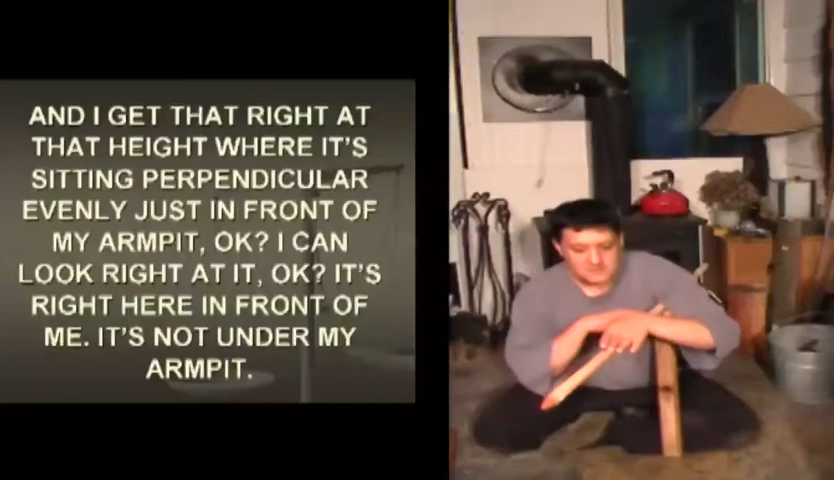 AND I GET THAT RIGHT AT
THAT HEIGHT WHERE IT'S
SITTING PERPENDICULAR
EVENLY JUST IN FRONT OF
MY ARMPIT, OK? I CAN
LOOK RIGHT AT IT, OK? IT'S
RIGHT HERE IN FRONT OF
ME. IT'S NOT UNDER MY
ARMPIT.